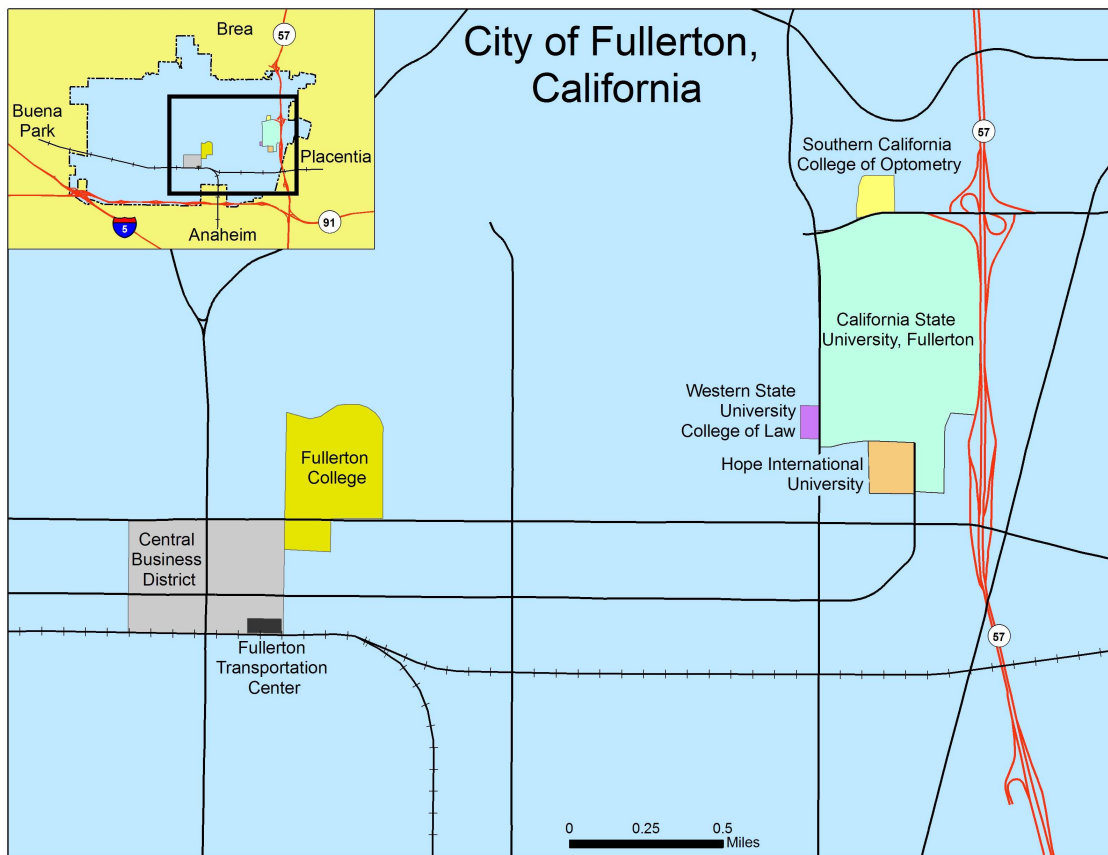 City of Fullerton,
California
Brea
57
Buena
Park
Placentia
5
Anaheim
91
57
Southern California
College of Optometry
California State
University, Fullerton
Western State
University
College of Law
Hope International
University
Fullerton
College
Central
Business
District
Fullerton
Transportation
Center
57
0 0.25 0.5
Miles